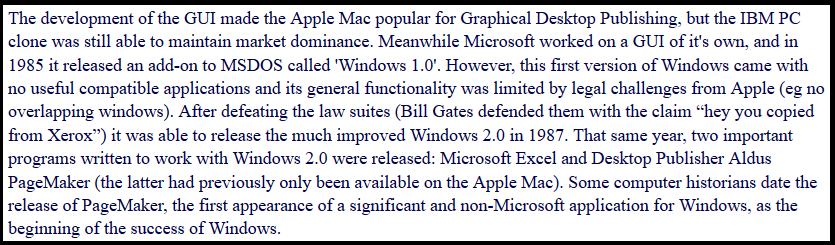 The development of the GUI made the Apple Mac popular for Graphical Desktop Publishing, but the IBM PC
clone was still able to maintain market dominance. Meanwhile Microsoft worked on a GUI of it's own, and in
1985 it released an add-on to MSDOS called 'Windows 1.0'. However, this first version of Windows came with
no useful compatible applications and its general functionality was limited by legal challenges from Apple (eg no
overlapping windows). After defeating the law suites (Bill Gates defended them with the claim “hey you copied
from Xerox”) it was able to release the much improved Windows 2.0 in 1987. That same year, two important
programs written to work with Windows 2.0 were released: Microsoft Excel and Desktop Publisher Aldus
PageMaker (the latter had previously only been available on the Apple Mac). Some computer historians date the
release of PageMaker, the first appearance of a significant and non-Microsoft application for Windows, as the
beginning of the success of Windows.